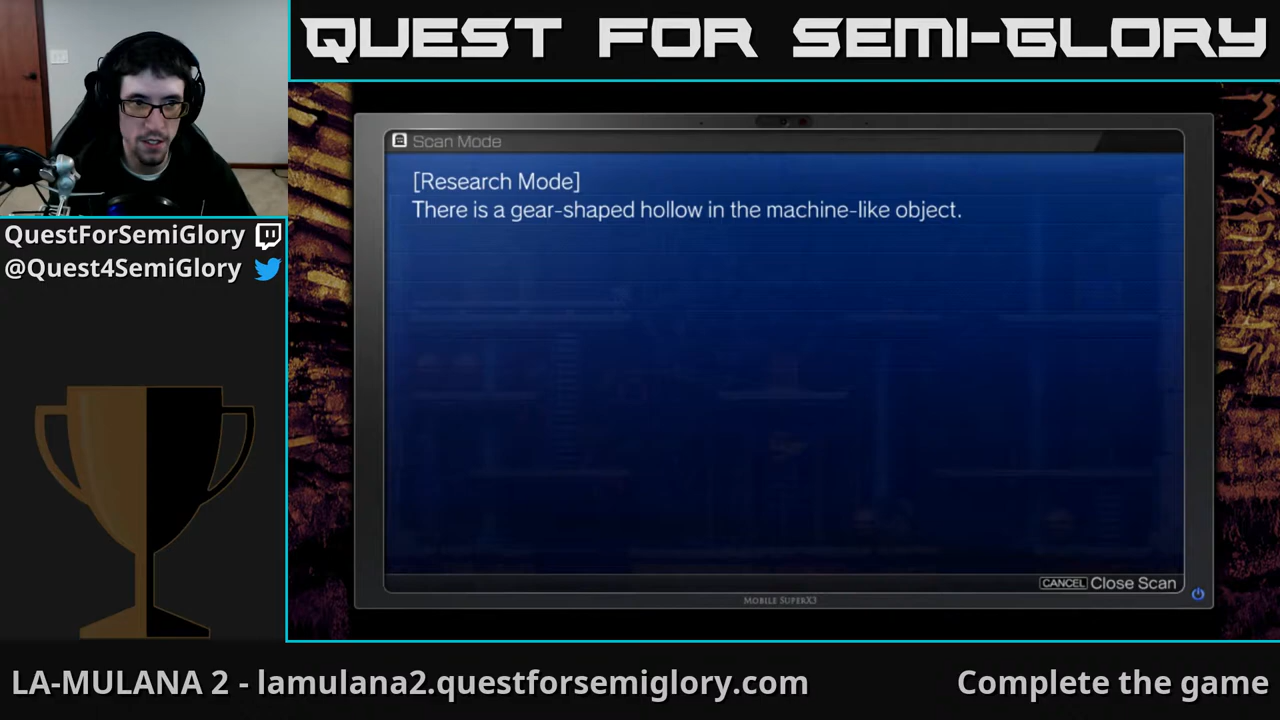 QUEST FOR SEMI-GLORY
QuestForSemiGlory
@Quest4SemiGlory
Scan Mode
[Research Mode]
There is a gear-shaped hollow in the machine-like object.
CANCEL Close Scan
MOBILE SUPERX3
LA-MULANA 2 - lamulana2.questforsemiglory.com
Complete the game